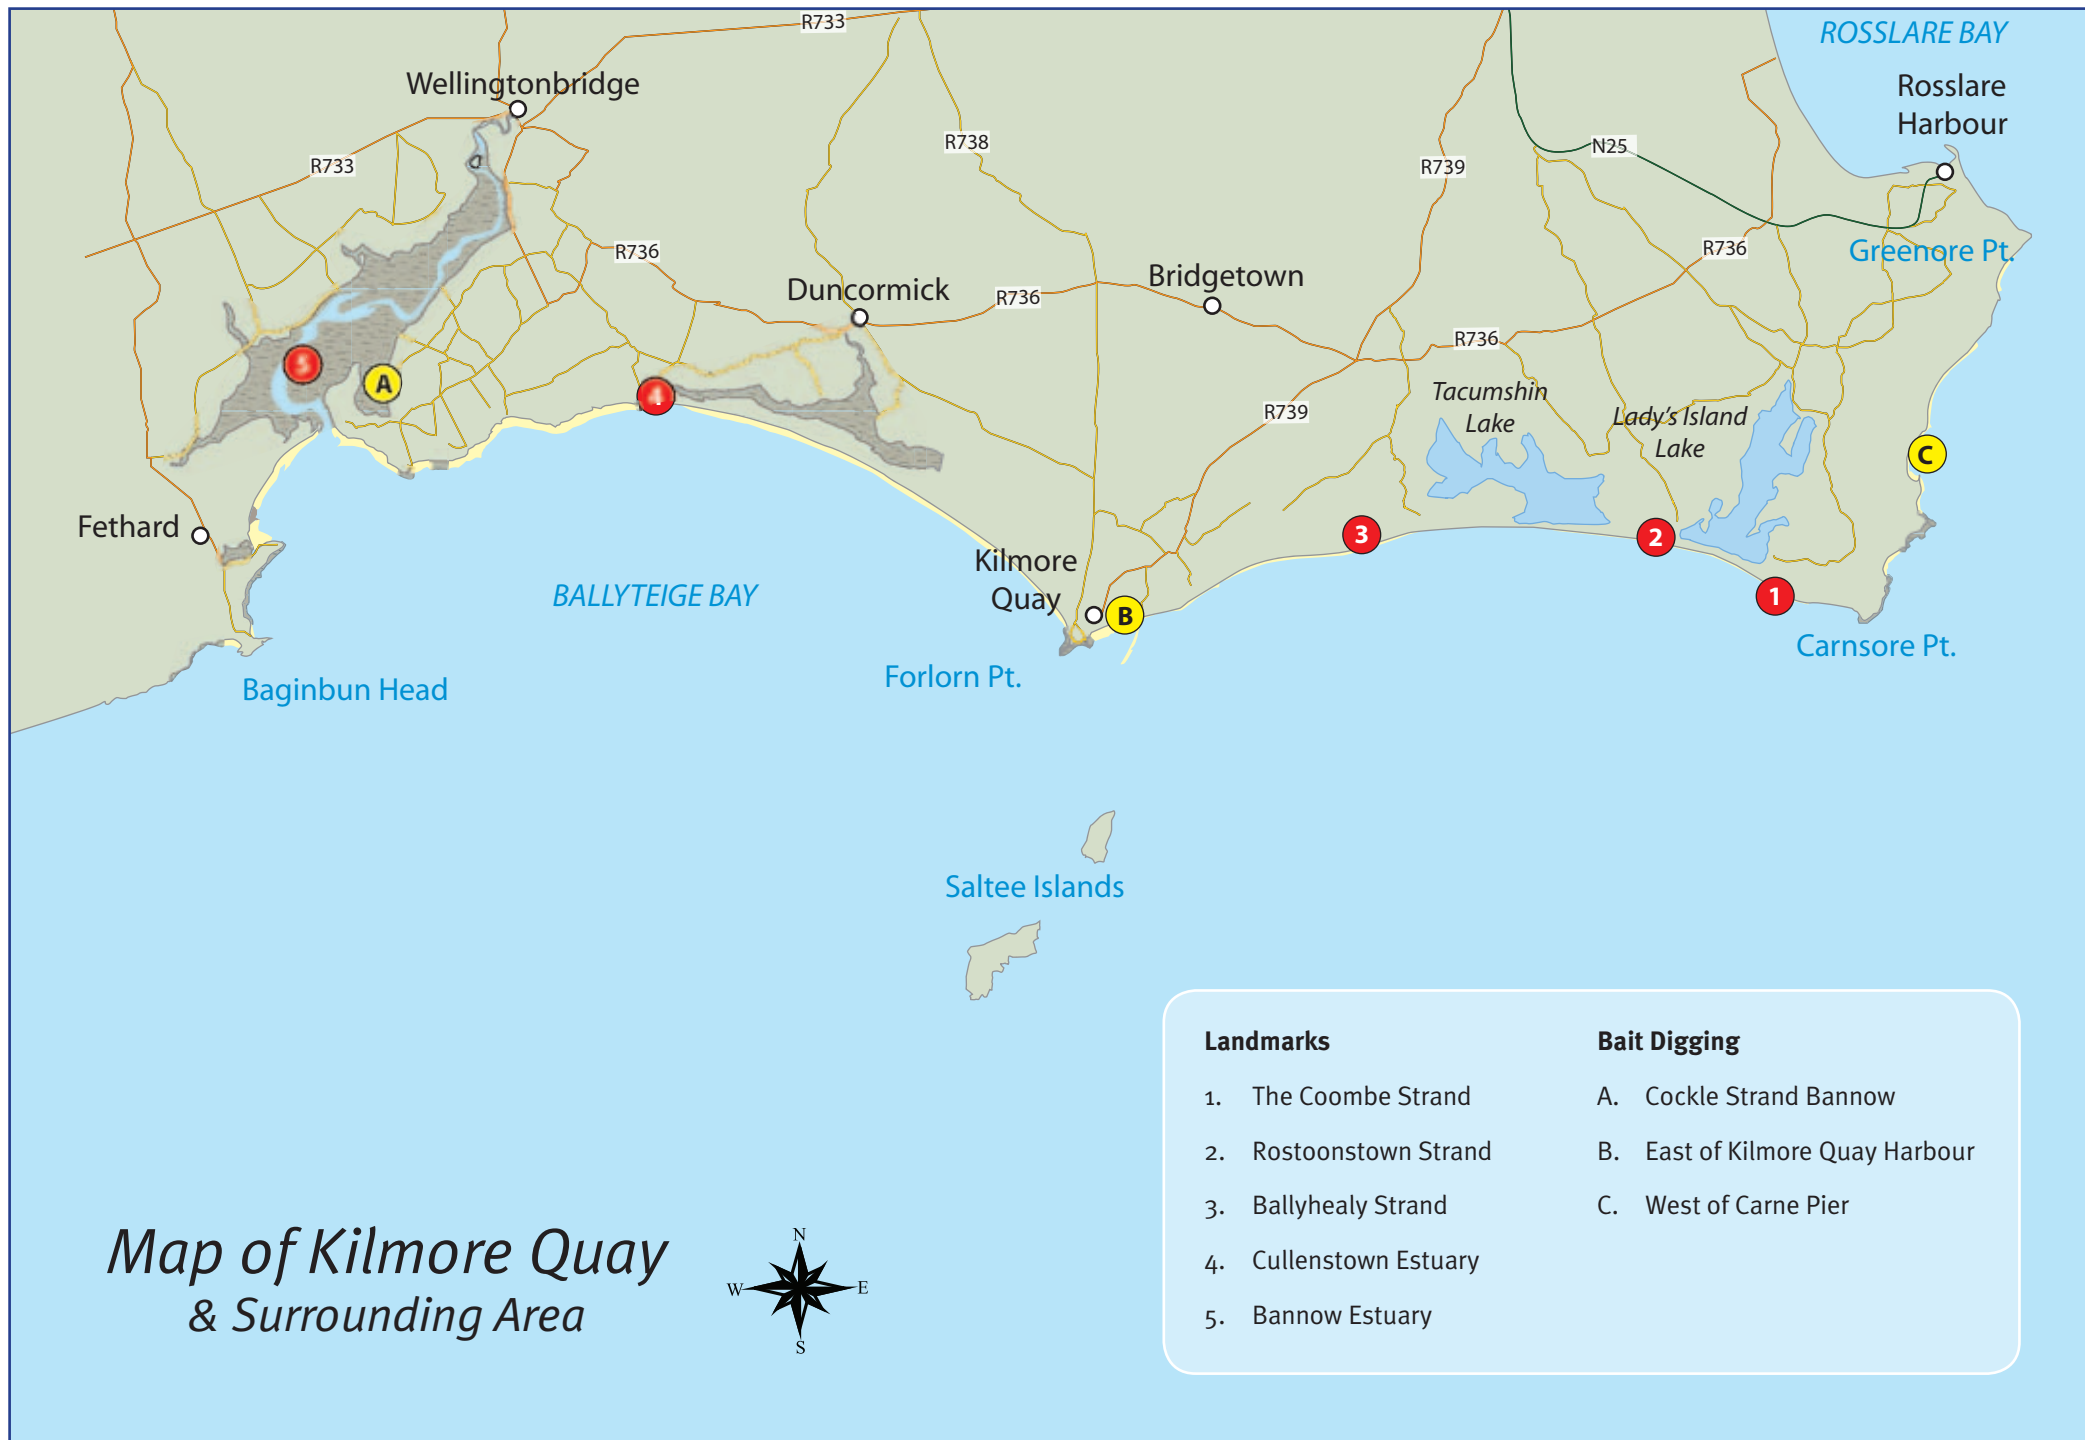 ROSSLARE BAY
Rosslare
Harbour
R733
Wellingtonbridge
R738
N25
R733
R739
R736
R736
Greenore Pt.
Duncormick
R736
Bridgetown
R736
5
A
4
Tacumshin
Lake
R739
Lady's Island
Lake
C
Fethard
3
2
Kilmore
Quay
B
BALLYTEIGE BAY
1
Carnsore Pt.
Forlorn Pt.
Baginbun Head
Saltee Islands
Landmarks
1. The Coombe Strand
2. Rostoonstown Strand
3. Ballyhealy Strand
4. Cullenstown Estuary
5. Bannow Estuary
Bait Digging
A. Cockle Strand Bannow
B. East of Kilmore Quay Harbour
C. West of Carne Pier
Map of Kilmore Quay
& Surrounding Area
N
W
E
S